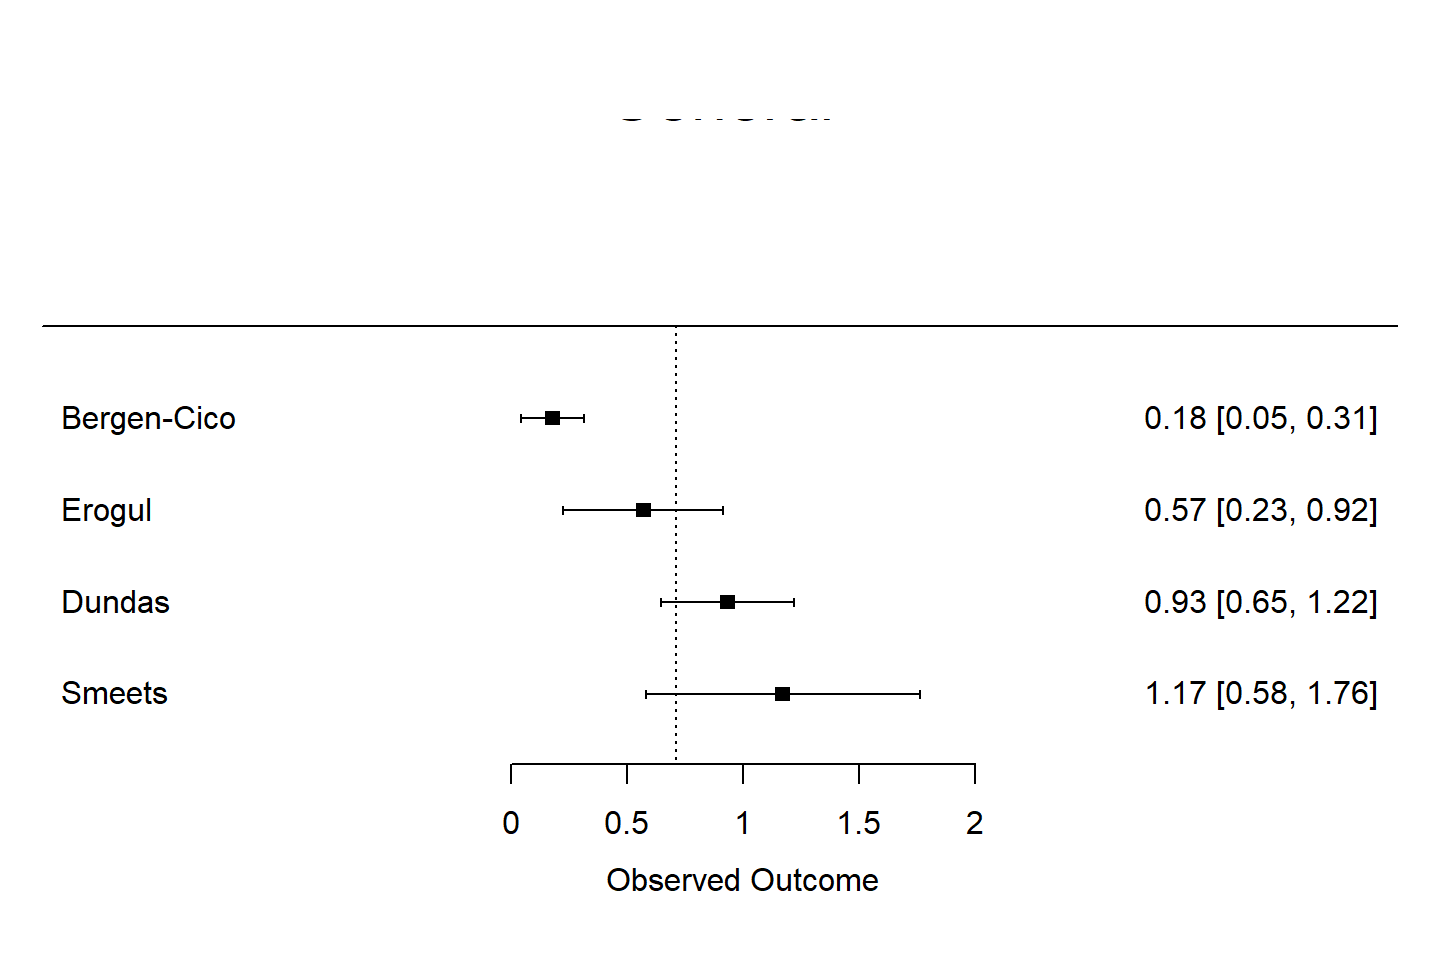 Bergen-Cico 0.18 [0.05, 0.31]
Erogul 0.57 [0.23, 0.92]
Dundas 0.93 [0.65, 1.22]
Smeets 1.17 [0.58, 1.76]
0 0.5 1 1.5 2
Observed Outcome